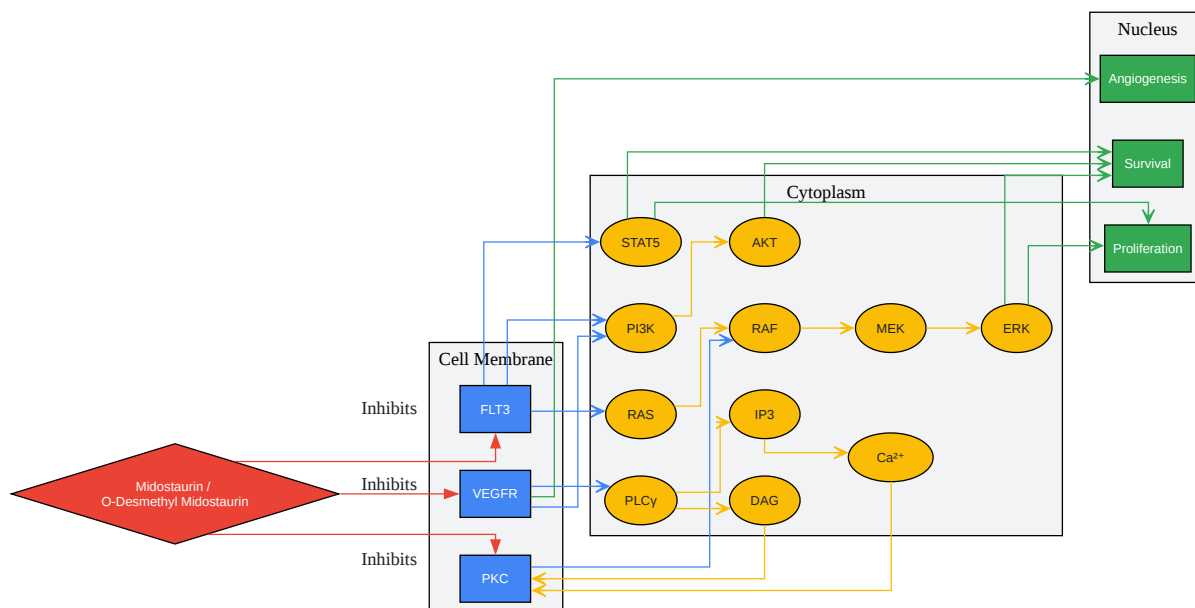 Nucleus
Angiogenesis
Survival
Proliferation
Cytoplasm
STAT5
AKT
PI3K
RAF
MEK
ERK
RAS
IP3
Ca²⁺
PLCγ
DAG
Cell Membrane
FLT3
VEGFR
PKC
Inhibits
Inhibits
Inhibits
Midostaurin /
O-Desmethyl Midostaurin